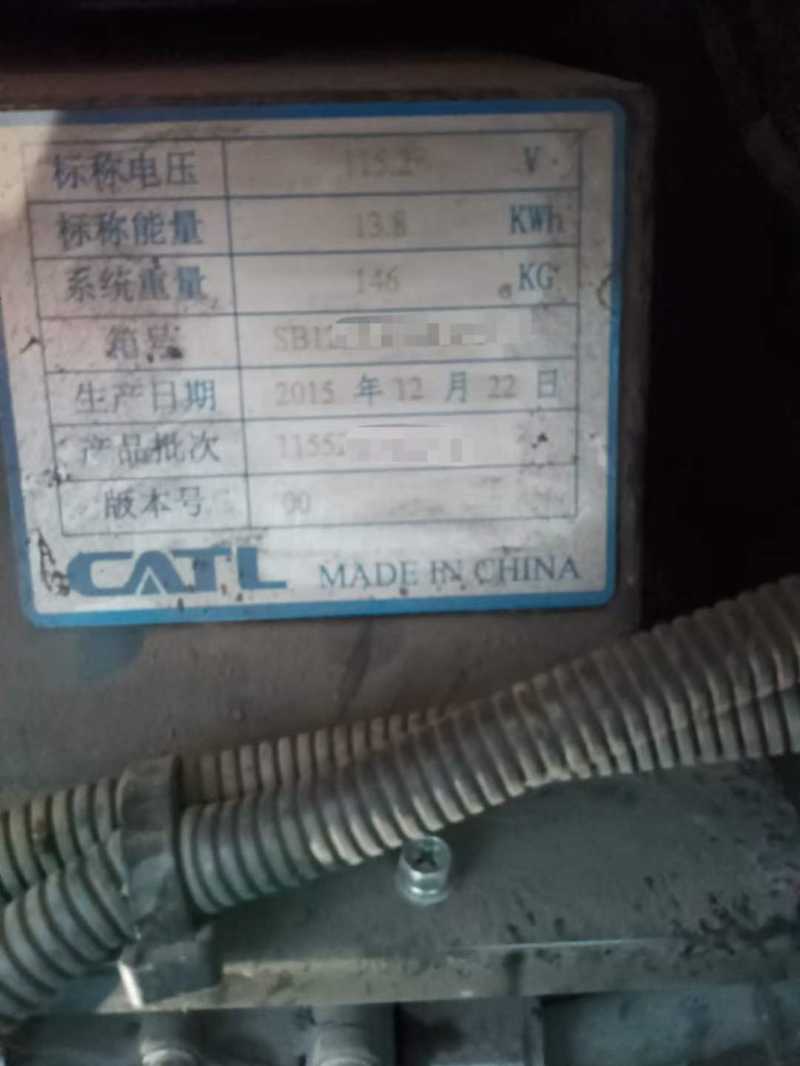 标称电压 115.2 V
标称能量 13.8 KWh
系统重量 146 KG
箱号 SB1
生产日期 2015 年 12 月 22 日
产品批次 1155
版本号 00
CATL MADE IN CHINA